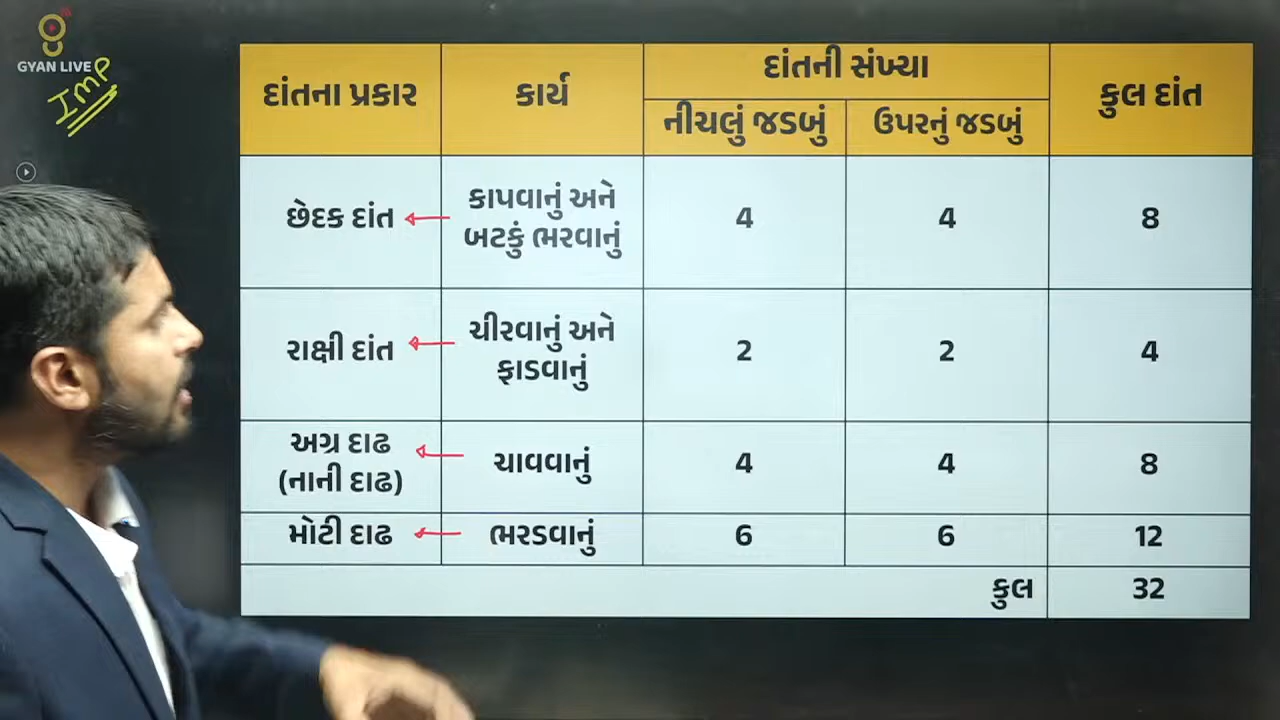 GYAN LIVE
IMP
દાંતના પ્રકાર
કાર્ય
દાંતની સંખ્યા
નીચલું જડબું
ઉપરનું જડબું
કુલ દાંત
છેદક દાંત
કાપવાનું અને
બટકું ભરવાનું
4
4
8
રાક્ષી દાંત
ચીરવાનું અને
ફાડવાનું
2
2
4
અગ્ર દાઢ
(નાની દાઢ)
ચાવવાનું
4
4
8
મોટી દાઢ
ભરડવાનું
6
6
12
કુલ
32